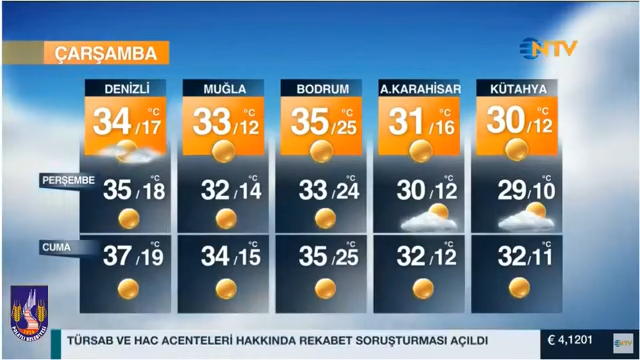 ÇARŞAMBA
NTV
DENİZLİ MUĞLA BODRUM A.KARAHİSAR KÜTAHYA
34/17°C 33/12°C 35/25°C 31/16°C 30/12°C
PERŞEMBE 35/18°C 32/14°C 33/24°C 30/12°C 29/10°C
CUMA 37/19°C 34/15°C 35/25°C 32/12°C 32/11°C
TÜRSAB VE HAC ACENTELERİ HAKKINDA REKABET SORUŞTURMASI AÇILDI € 4,1201 NTV